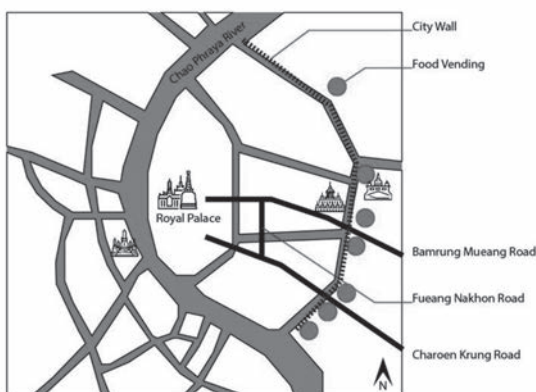 City Wall
Chao Phraya River
Food Vending
Royal Palace
Bamrung Mueang Road
Fueang Nakhon Road
Charoen Krung Road
N